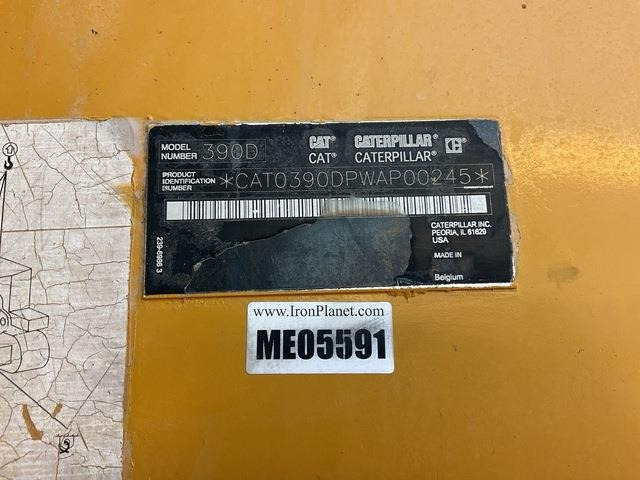 MODEL NUMBER 390D
CAT® CATERPILLAR® C®
CAT® CATERPILLAR®
PRODUCT IDENTIFICATION NUMBER *CAT0390DPWAP00245*
CATERPILLAR INC.
PEORIA, IL 61629
USA
MADE IN
Belgium
239-6986 3
www.IronPlanet.com
ME05591